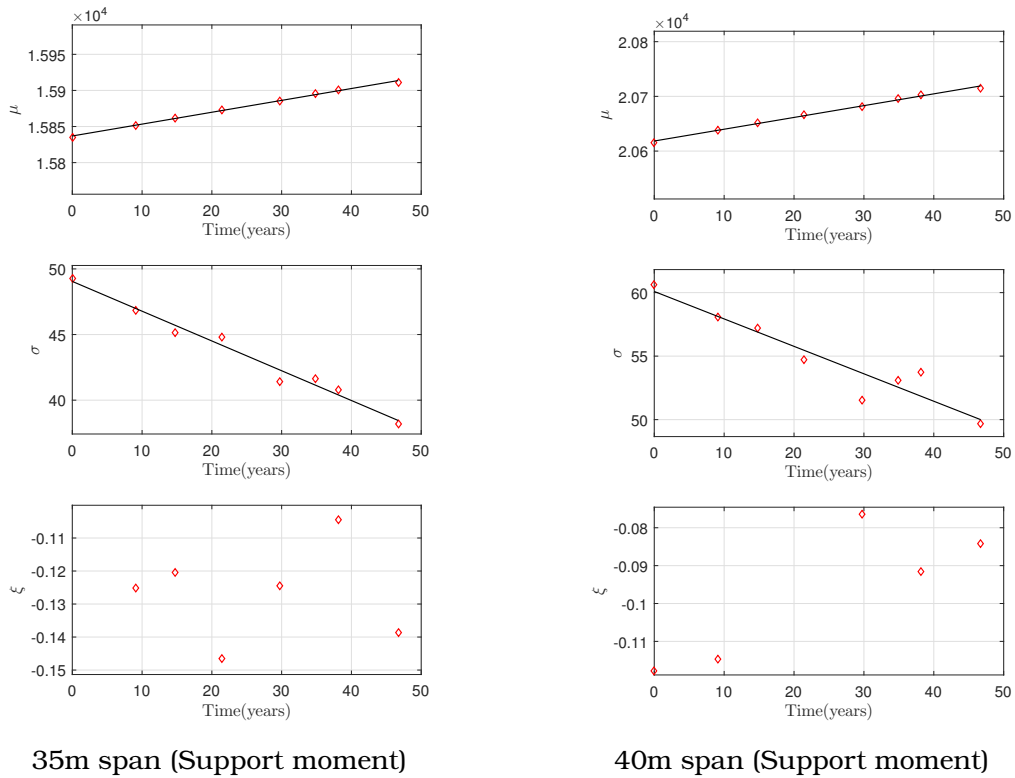 ×10⁴
1.595
1.59
1.585
1.58
μ
0 10 20 30 40 50
Time(years)
50
45
40
σ
0 10 20 30 40 50
Time(years)
-0.11
-0.12
-0.13
-0.14
-0.15
ξ
0 10 20 30 40 50
Time(years)
35m span (Support moment)
×10⁴
2.08
2.07
2.06
μ
0 10 20 30 40 50
Time(years)
60
55
50
σ
0 10 20 30 40 50
Time(years)
-0.08
-0.09
-0.1
-0.11
ξ
0 10 20 30 40 50
Time(years)
40m span (Support moment)